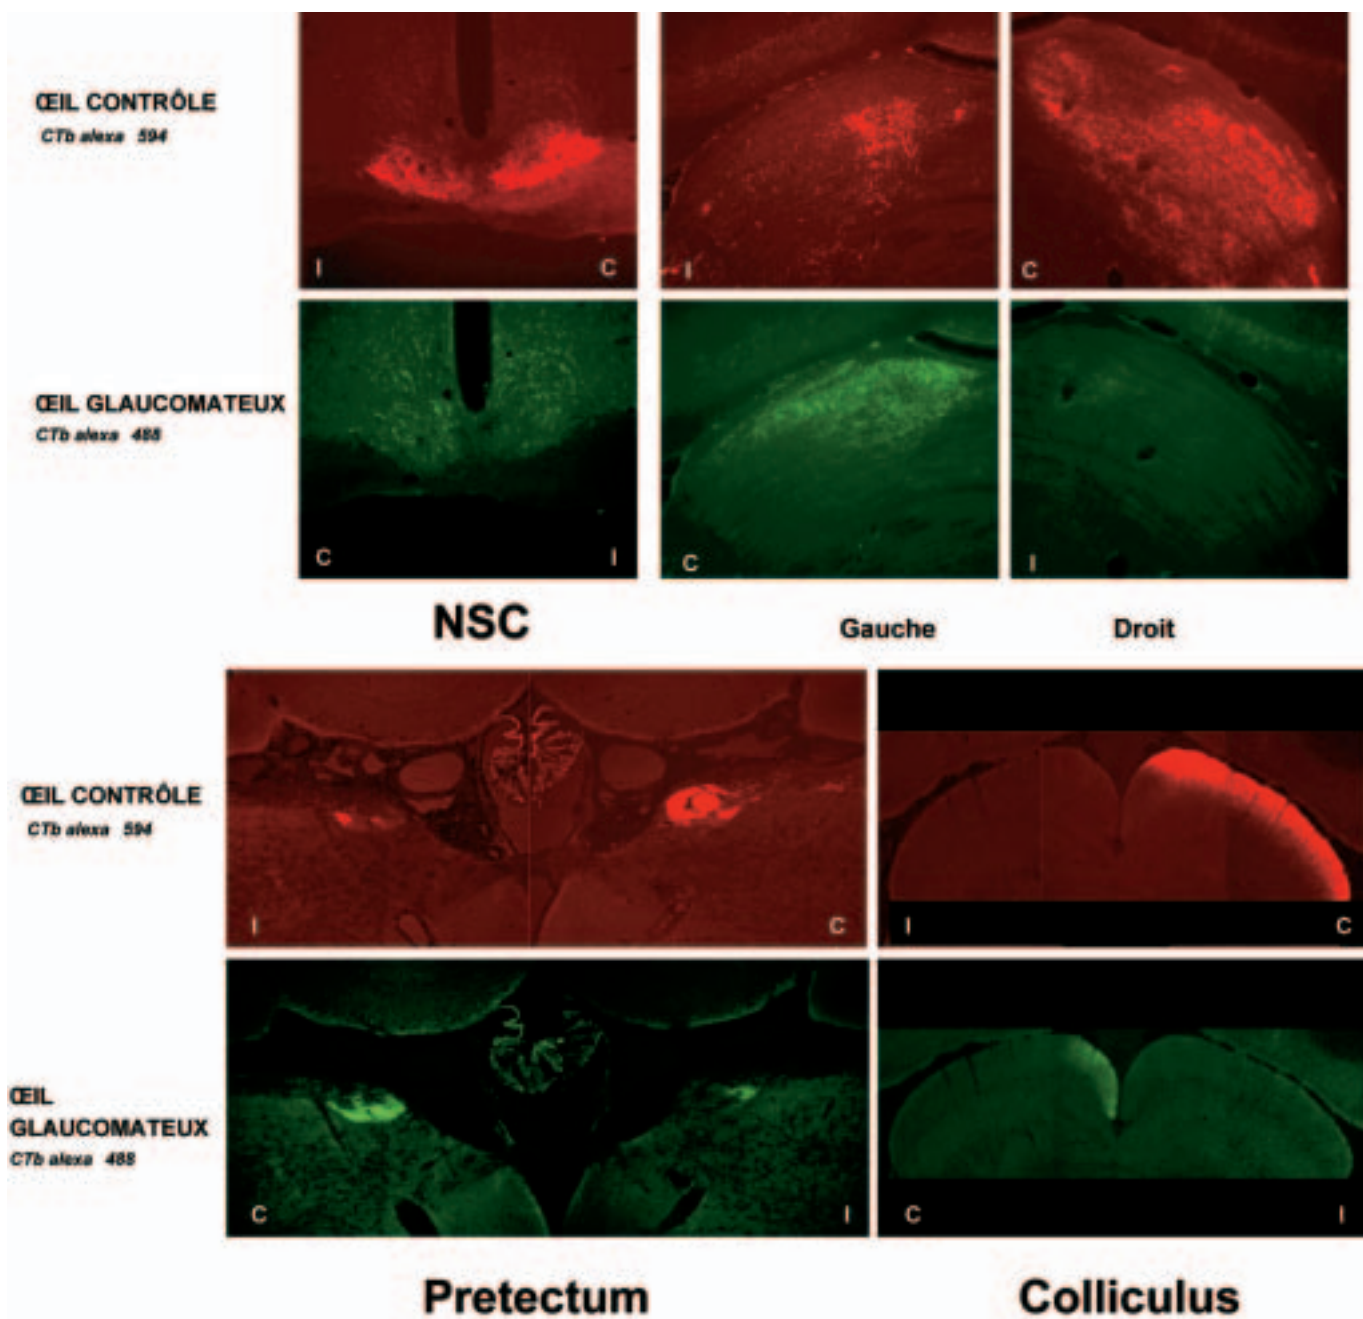 ŒIL CONTRÔLE
CTb alexa 594
I
C
I
C
ŒIL GLAUCOMATEUX
CTb alexa 488
C
I
C
I
NSC
Gauche
Droit
ŒIL CONTRÔLE
CTb alexa 594
I
C
I
C
ŒIL
GLAUCOMATEUX
CTb alexa 488
C
I
C
I
Pretectum
Colliculus